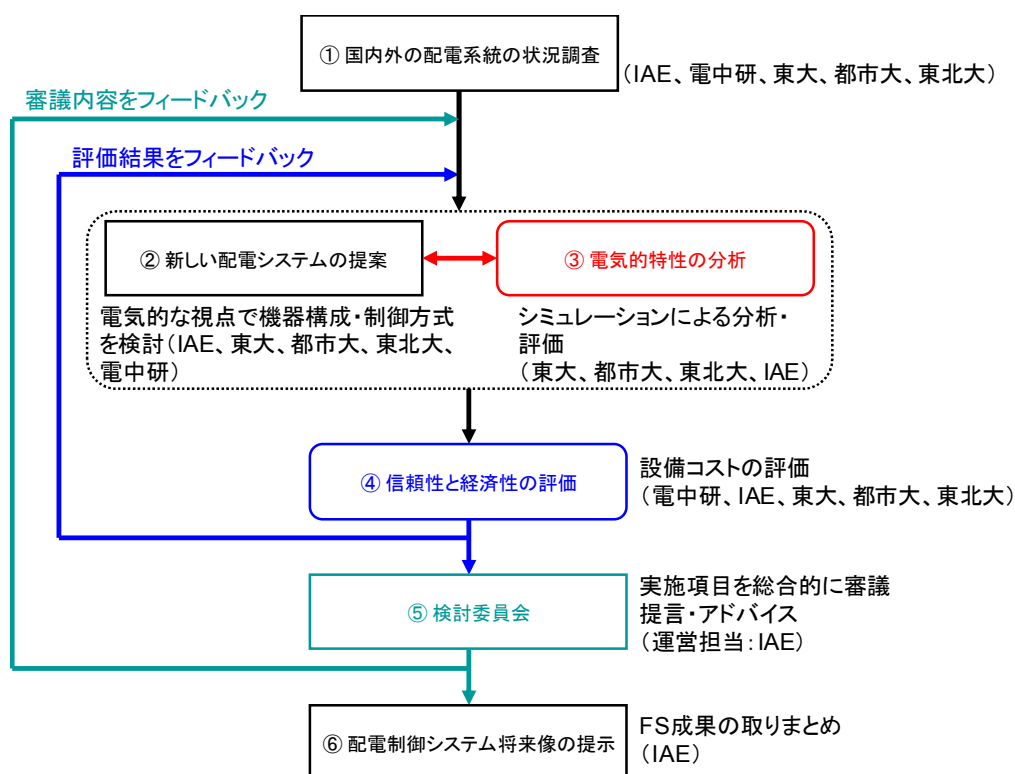 ① 国内外の配電系統の状況調査
(IAE、電中研、東大、都市大、東北大)
審議内容をフィードバック
評価結果をフィードバック
② 新しい配電システムの提案
③ 電気的特性の分析
電気的な視点で機器構成・制御方式
を検討(IAE、東大、都市大、東北大、
電中研)
シミュレーションによる分析・
評価
(東大、都市大、東北大、IAE)
④ 信頼性と経済性の評価
設備コストの評価
(電中研、IAE、東大、都市大、東北大)
⑤ 検討委員会
実施項目を総合的に審議
提言・アドバイス
(運営担当:IAE)
⑥ 配電制御システム将来像の提示
FS成果の取りまとめ
(IAE)